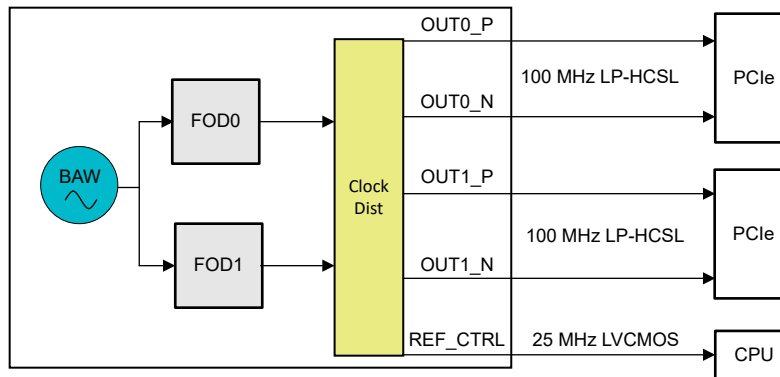 OUT0_P
100 MHz LP-HCSL
PCIe
OUT0_N
FOD0
BAW
Clock
Dist
OUT1_P
100 MHz LP-HCSL
PCIe
FOD1
OUT1_N
REF_CTRL
25 MHz LVCMOS
CPU